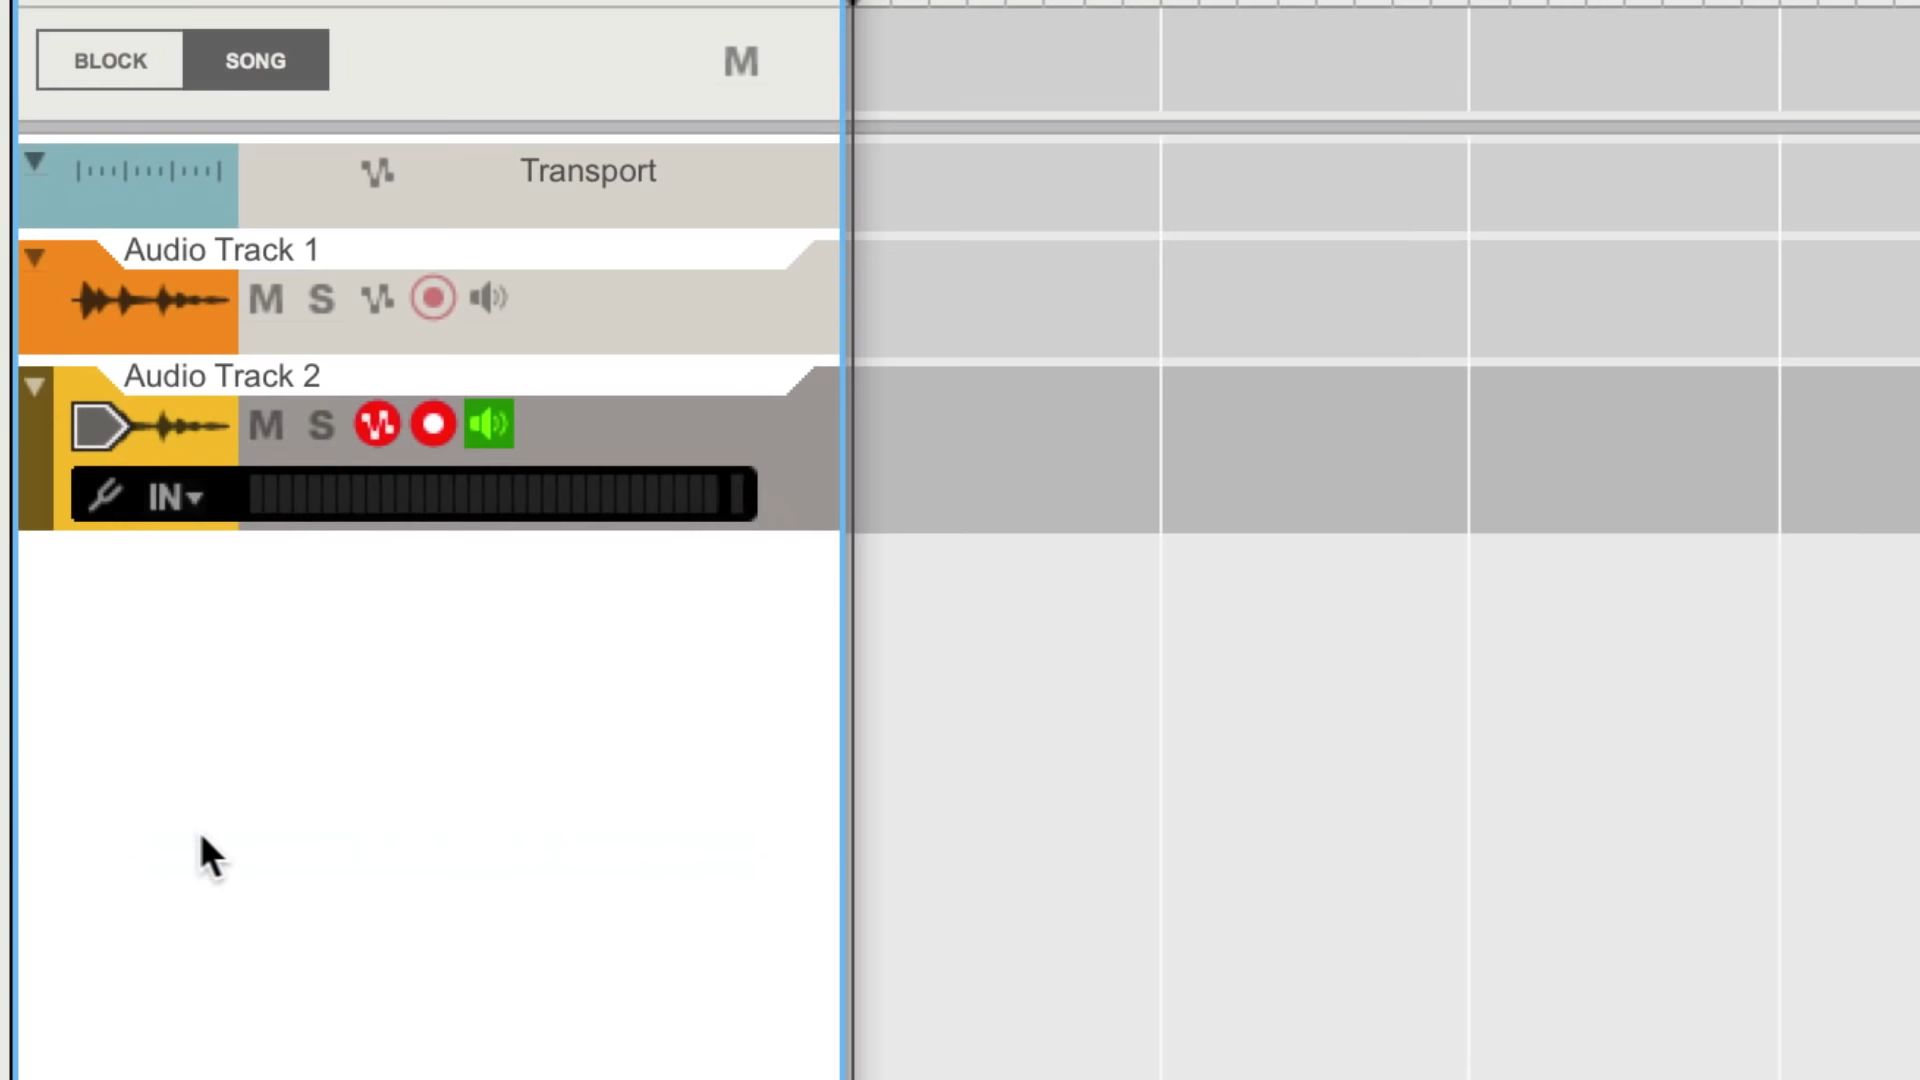 BLOCK SONG M
Transport
Audio Track 1
M S
Audio Track 2
M S
IN